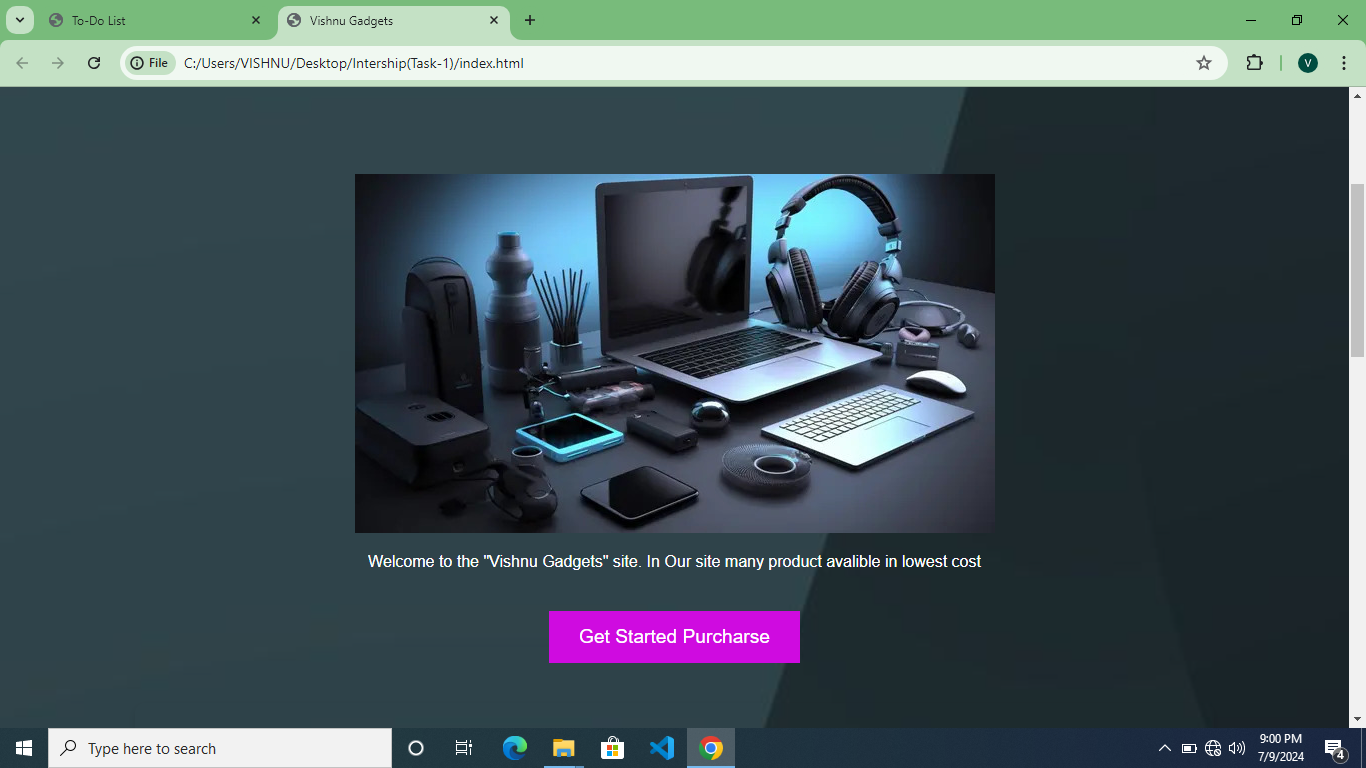 To-Do List
Vishnu Gadgets
File
C:/Users/VISHNU/Desktop/Intership(Task-1)/index.html
V
Welcome to the "Vishnu Gadgets" site. In Our site many product avalible in lowest cost
Get Started Purcharse
Type here to search
9:00 PM
7/9/2024
4